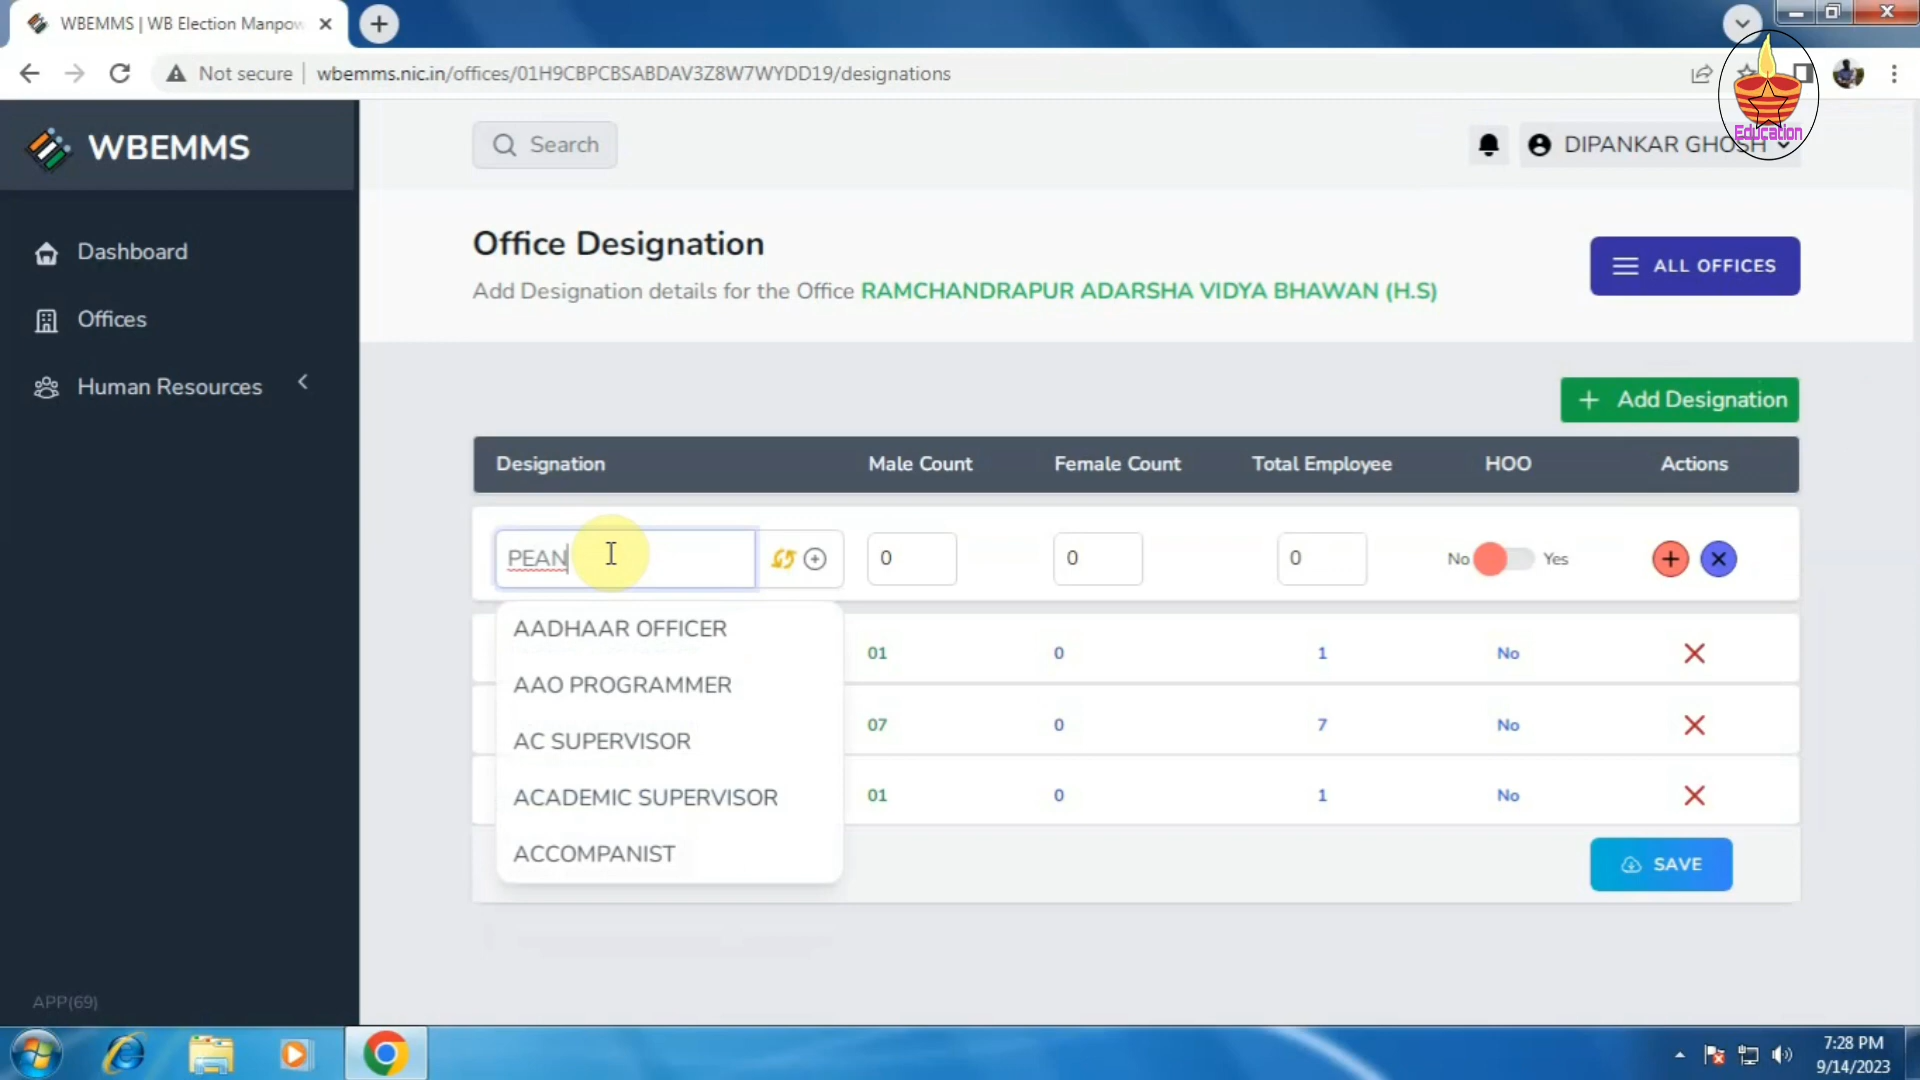 WBEMMS | WB Election Manpow
Not secure
wbemms.nic.in/offices/01H9CBPCBSABDAV3Z8W7WYDD19/designations
Education
WBEMMS
Search
DIPANKAR GHOSH
Dashboard
Offices
Human Resources
Office Designation
Add Designation details for the Office RAMCHANDRAPUR ADARSHA VIDYA BHAWAN (H.S)
ALL OFFICES
+ Add Designation
Designation Male Count Female Count Total Employee HOO Actions
PEAN 0 0 0 No Yes
AADHAAR OFFICER
01 0 1 No
AAO PROGRAMMER
07 0 7 No
AC SUPERVISOR
ACADEMIC SUPERVISOR
01 0 1 No
ACCOMPANIST
SAVE
APP(69)
7:28 PM
9/14/2023